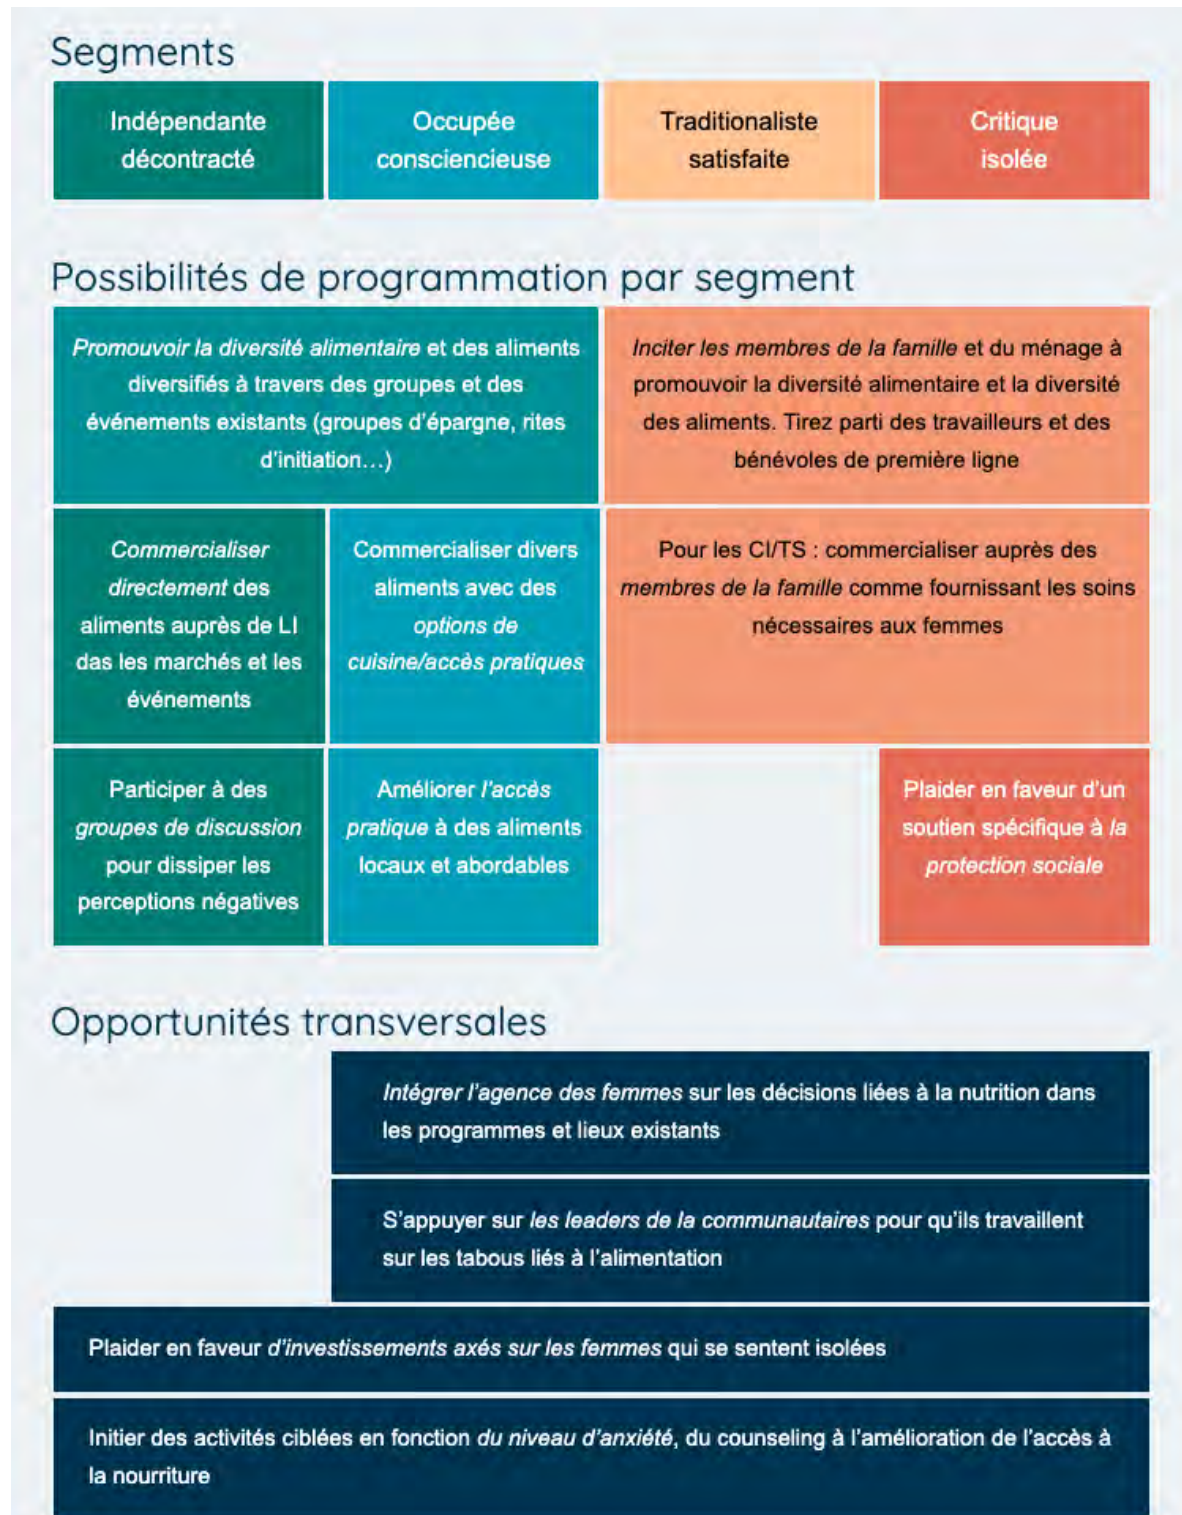 Segments
Indépendante
décontracté
Occupée
consciencieuse
Traditionaliste
satisfaite
Critique
isolée
Possibilités de programmation par segment
Promouvoir la diversité alimentaire et des aliments
diversifiés à travers des groupes et des
événements existants (groupes d'épargne, rites
d'initiation…)
Inciter les membres de la famille et du ménage à
promouvoir la diversité alimentaire et la diversité
des aliments. Tirez parti des travailleurs et des
bénévoles de première ligne
Commercialiser
directement des
aliments auprès de LI
das les marchés et les
événements
Commercialiser divers
aliments avec des
options de
cuisine/accès pratiques
Pour les CI/TS : commercialiser auprès des
membres de la famille comme fournissant les soins
nécessaires aux femmes
Participer à des
groupes de discussion
pour dissiper les
perceptions négatives
Améliorer l'accès
pratique à des aliments
locaux et abordables
Plaider en faveur d'un
soutien spécifique à la
protection sociale
Opportunités transversales
Intégrer l'agence des femmes sur les décisions liées à la nutrition dans
les programmes et lieux existants
S'appuyer sur les leaders de la communautaires pour qu'ils travaillent
sur les tabous liés à l'alimentation
Plaider en faveur d'investissements axés sur les femmes qui se sentent isolées
Initier des activités ciblées en fonction du niveau d'anxiété, du counseling à l'amélioration de l'accès à
la nourriture